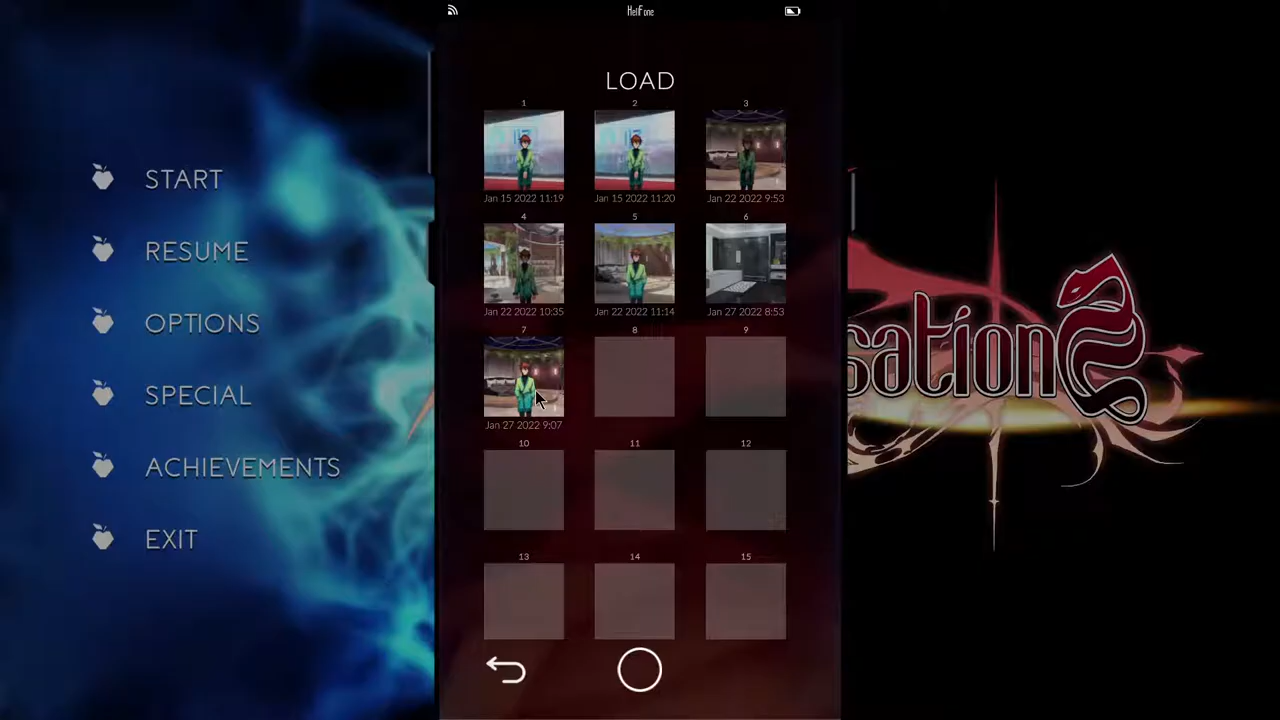 HellFone
LOAD
1 2 3
Jan 15 2022 11:19 Jan 15 2022 11:20 Jan 22 2022 9:53
4 5 6
Jan 22 2022 10:35 Jan 22 2022 11:14 Jan 27 2022 8:53
7 8 9
Jan 27 2022 9:07
10 11 12
13 14 15
START
RESUME
OPTIONS
SPECIAL
ACHIEVEMENTS
EXIT
sation